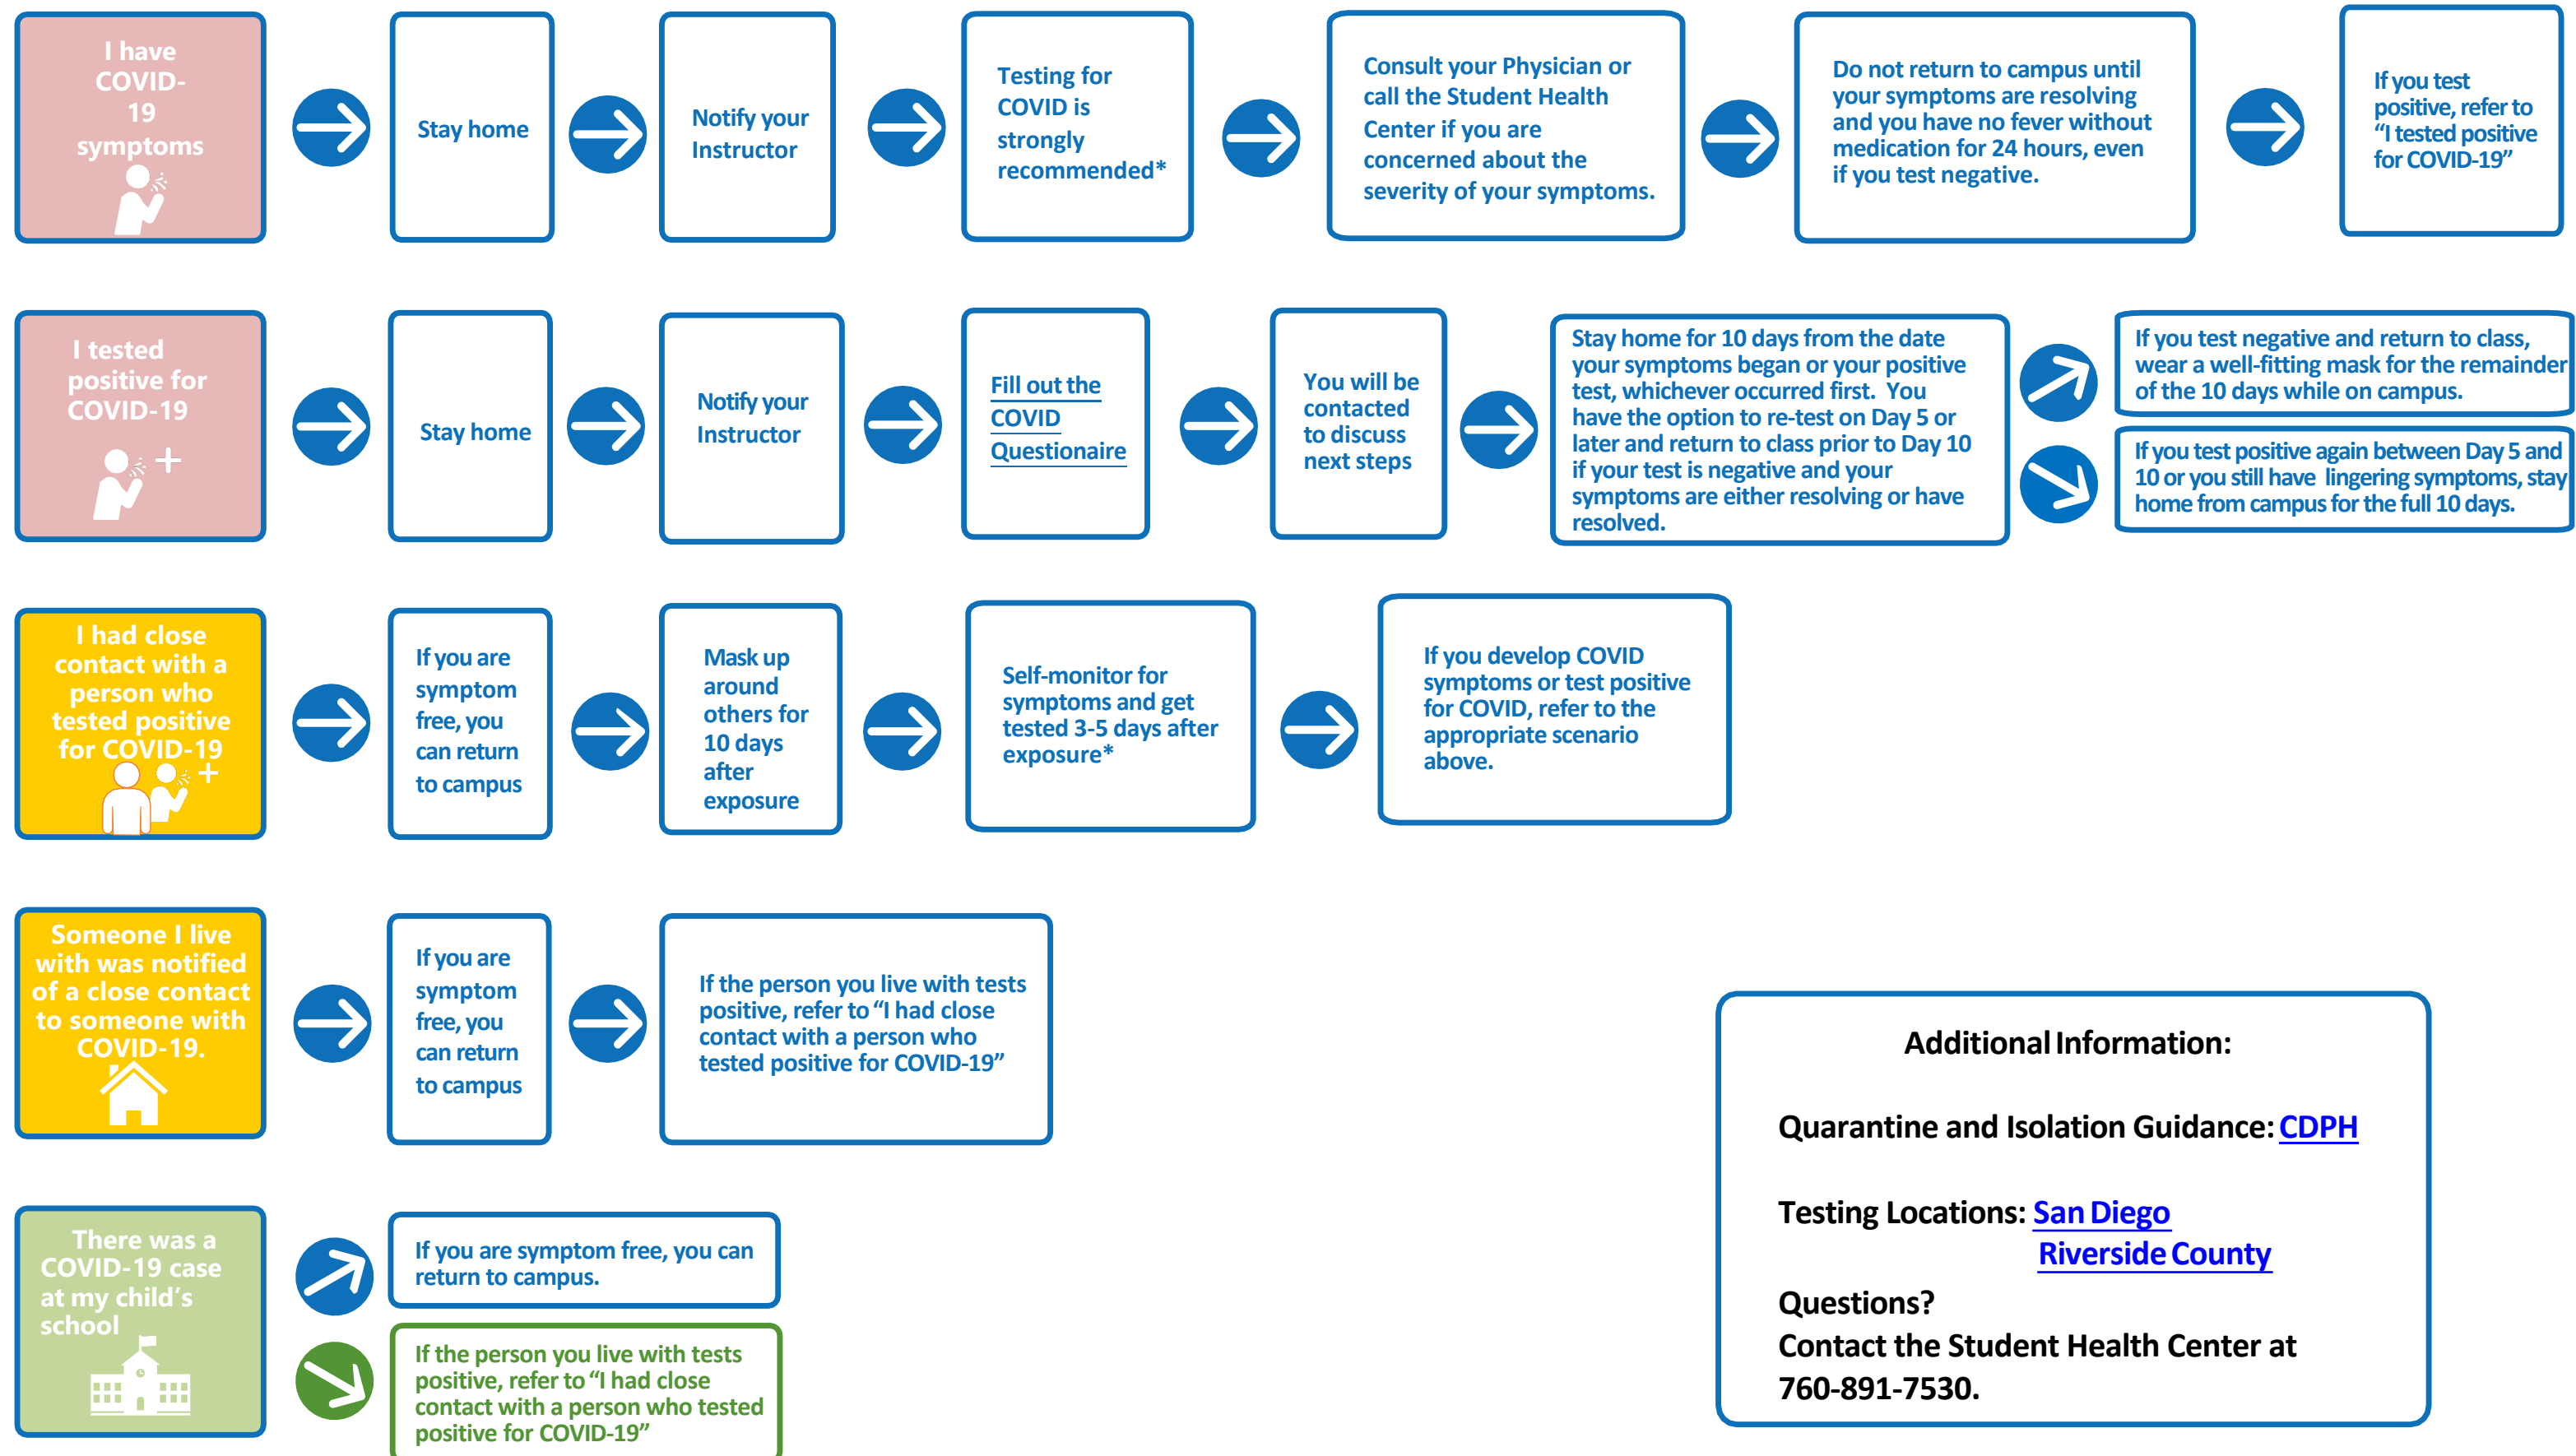 I have
COVID-
19
symptoms
Stay home
Notify your
Instructor
Testing for
COVID is
strongly
recommended*
Consult your Physician or
call the Student Health
Center if you are
concerned about the
severity of your symptoms.
Do not return to campus until
your symptoms are resolving
and you have no fever without
medication for 24 hours, even
if you test negative.
If you test
positive, refer to
“I tested positive
for COVID-19”
I tested
positive for
COVID-19
Stay home
Notify your
Instructor
Fill out the
COVID
Questionaire
You will be
contacted
to discuss
next steps
Stay home for 10 days from the date
your symptoms began or your positive
test, whichever occurred first. You
have the option to re-test on Day 5 or
later and return to class prior to Day 10
if your test is negative and your
symptoms are either resolving or have
resolved.
If you test negative and return to class,
wear a well-fitting mask for the remainder
of the 10 days while on campus.
If you test positive again between Day 5 and
10 or you still have lingering symptoms, stay
home from campus for the full 10 days.
I had close
contact with a
person who
tested positive
for COVID-19
If you are
symptom
free, you
can return
to campus
Mask up
around
others for
10 days
after
exposure
Self-monitor for
symptoms and get
tested 3-5 days after
exposure*
If you develop COVID
symptoms or test positive
for COVID, refer to the
appropriate scenario
above.
Someone I live
with was notified
of a close contact
to someone with
COVID-19.
If you are
symptom
free, you
can return
to campus
If the person you live with tests
positive, refer to “I had close
contact with a person who
tested positive for COVID-19”
There was a
COVID-19 case
at my child’s
school
If you are symptom free, you can
return to campus.
If the person you live with tests
positive, refer to “I had close
contact with a person who tested
positive for COVID-19”
Additional Information:
Quarantine and Isolation Guidance: CDPH
Testing Locations: San Diego
Riverside County
Questions?
Contact the Student Health Center at
760-891-7530.